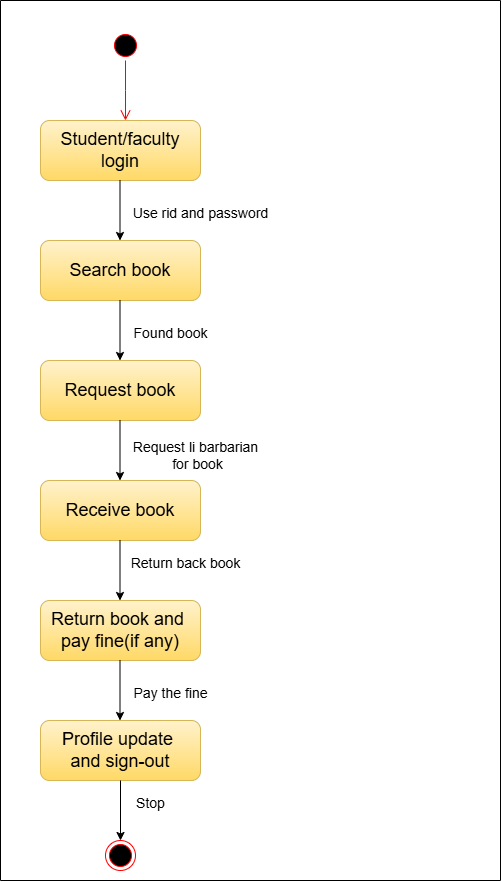 Student/faculty
login
Use rid and password
Search book
Found book
Request book
Request li barbarian
for book
Receive book
Return back book
Return book and
pay fine(if any)
Pay the fine
Profile update
and sign-out
Stop